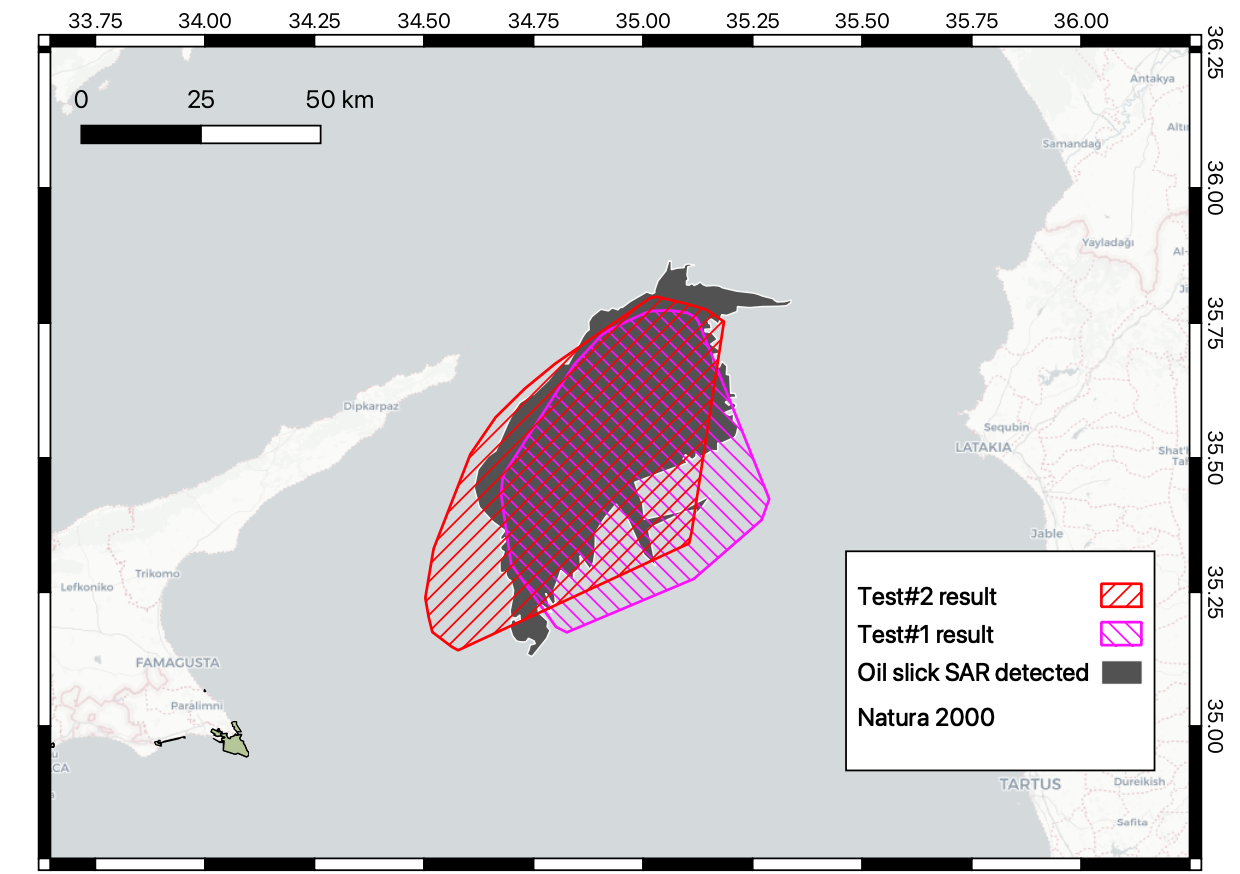 33.75 34.00 34.50 34.75 35.00 35.25 35.50 35.75 36.00
36.25
0 25 50 km
Antakya
Altı
Samandağ
36.00
Yayladağı
Al-
35.75
Dipkarpaz
Sequbin
LATAKIA
Shat'l
Tal
35.50
Jable
Trikomo
Lefkoniko
35.25
Test#2 result
Test#1 result
Oil slick SAR detected
Natura 2000
FAMAGUSTA
Paralimni
35.00
CA
TARTUS
Dureikish
Safita